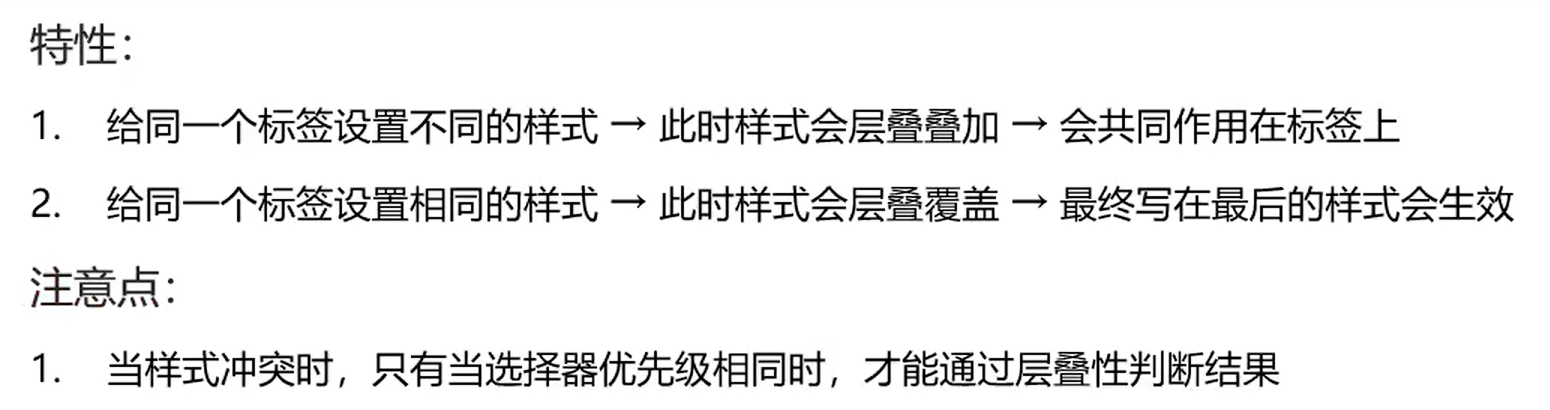 特性：
1. 给同一个标签设置不同的样式 → 此时样式会层叠叠加 → 会共同作用在标签上
2. 给同一个标签设置相同的样式 → 此时样式会层叠覆盖 → 最终写在最后的样式会生效
注意点：
1. 当样式冲突时，只有当选择器优先级相同时，才能通过层叠性判断结果